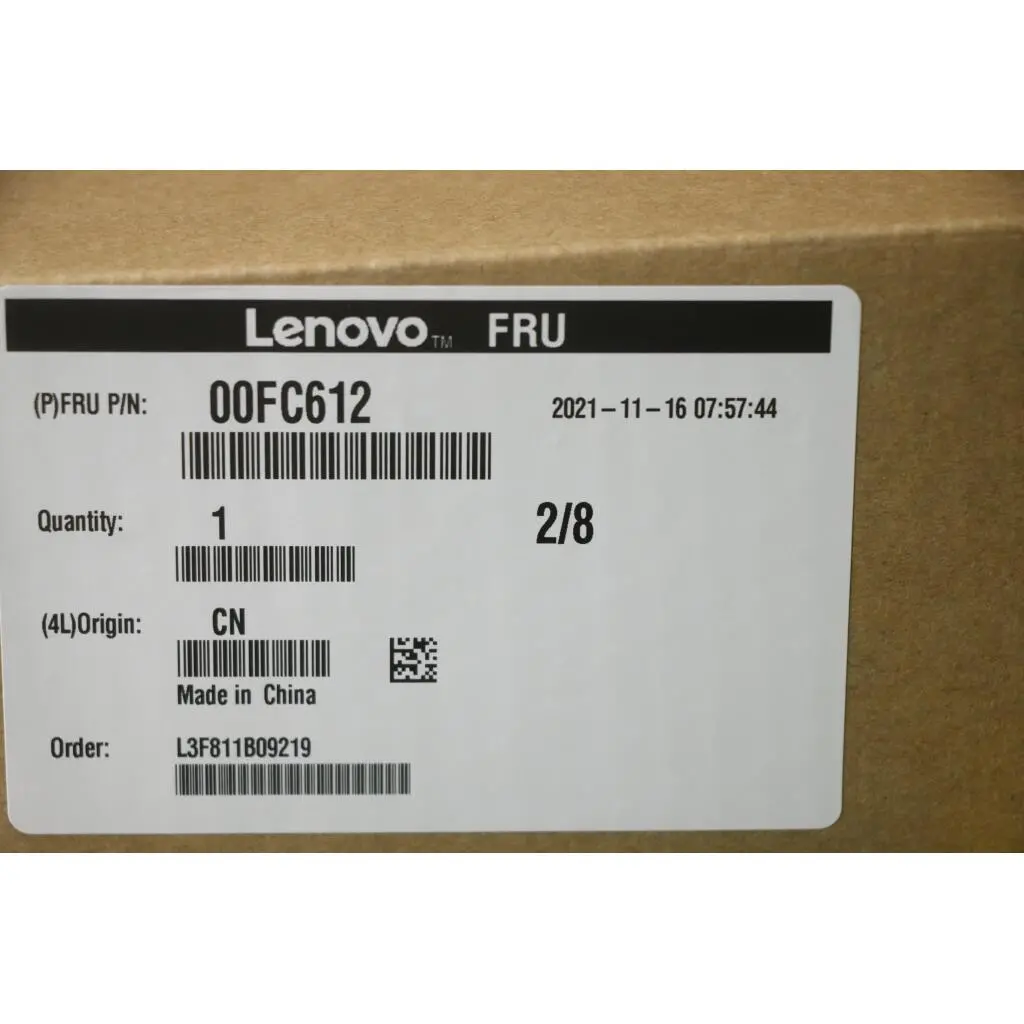 Lenovo™ FRU
(P)FRU P/N: 00FC612 2021-11-16 07:57:44
Quantity: 1 2/8
(4L)Origin: CN
Made in China
Order: L3F811B09219